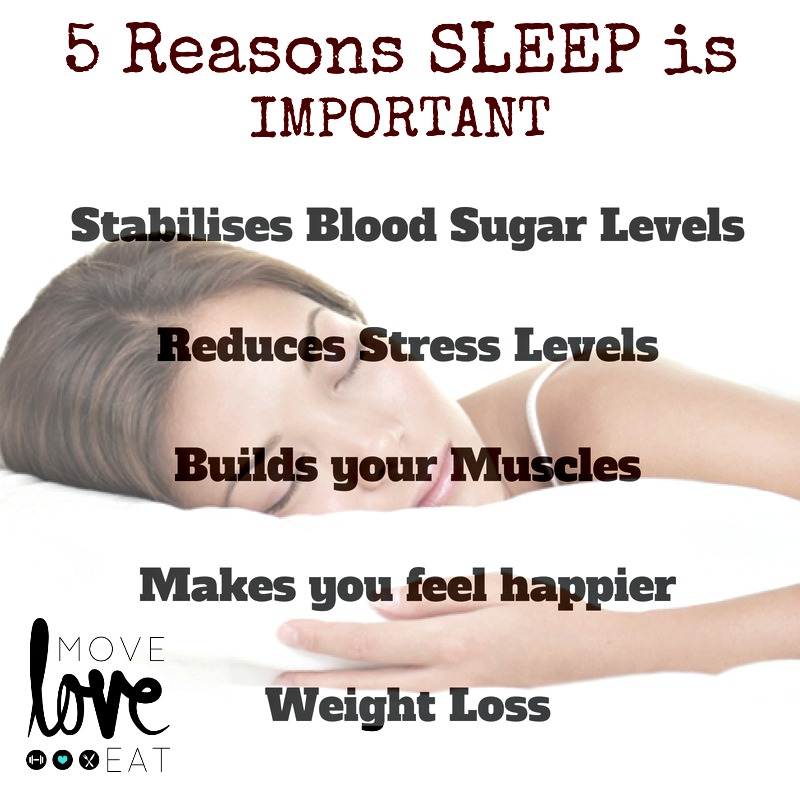 5 Reasons SLEEP is
IMPORTANT
Stabilises Blood Sugar Levels
Reduces Stress Levels
Builds your Muscles
Makes you feel happier
Weight Loss
MOVE
love
EAT